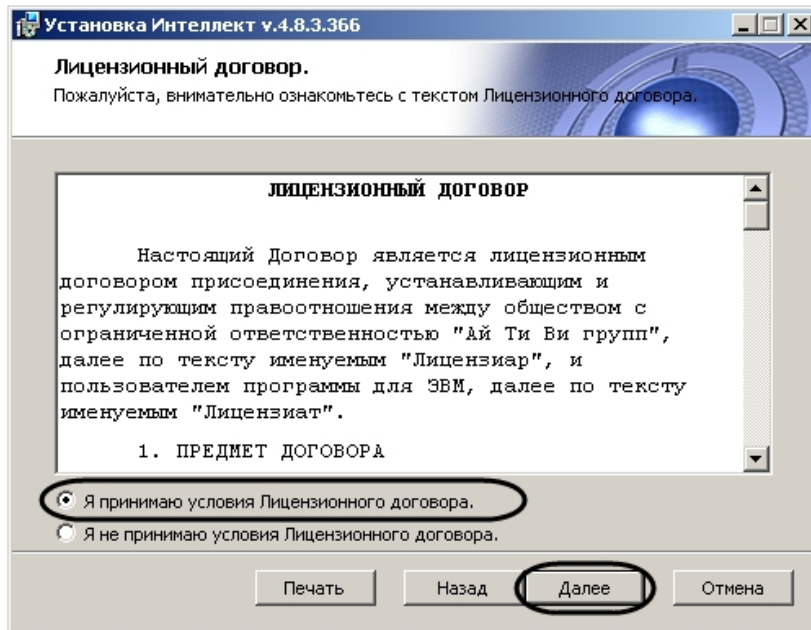 Установка Интеллект v.4.8.3.366
Лицензионный договор.
Пожалуйста, внимательно ознакомьтесь с текстом Лицензионного договора.
ЛИЦЕНЗИОННЫЙ ДОГОВОР
Настоящий Договор является лицензионным
договором присоединения, устанавливающим и
регулирующим правоотношения между обществом с
ограниченной ответственностью "Ай Ти Ви групп",
далее по тексту именуемым "Лицензиар", и
пользователем программы для ЭВМ, далее по тексту
именуемым "Лицензиат".
1. ПРЕДМЕТ ДОГОВОРА
Я принимаю условия Лицензионного договора.
Я не принимаю условия Лицензионного договора.
Печать Назад Далее Отмена